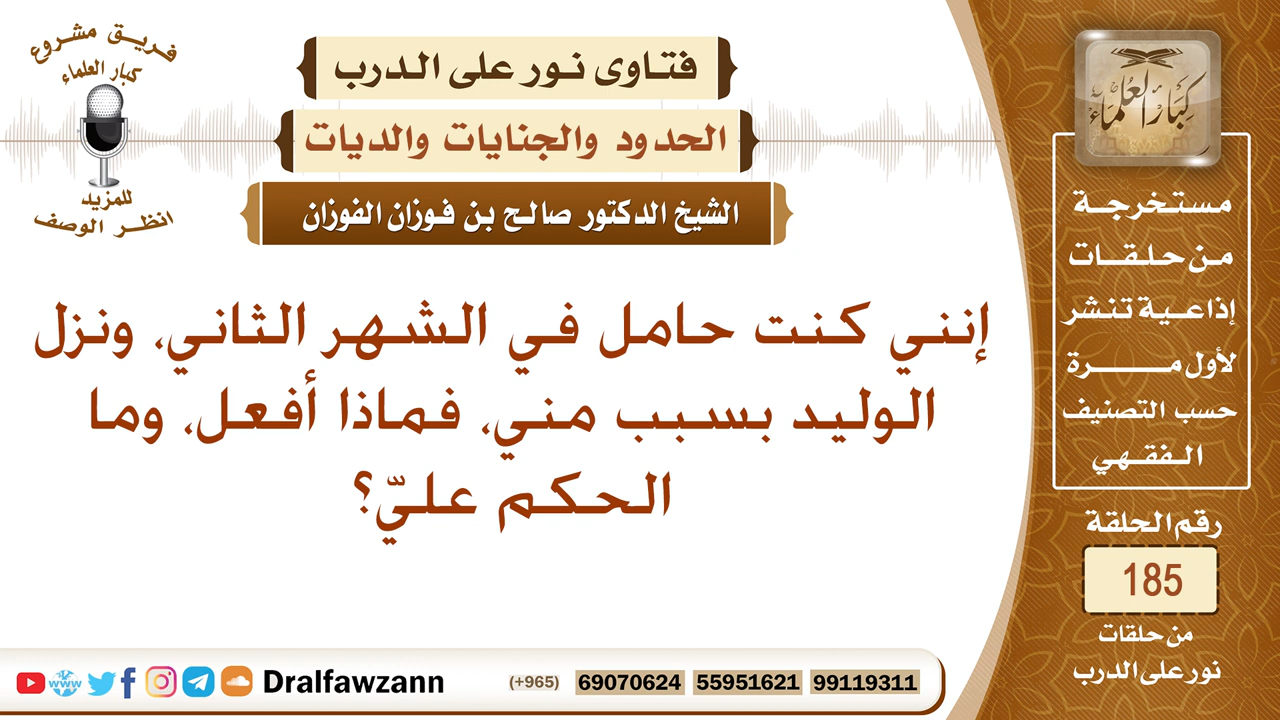 فريق مشروع
كبار العلماء
للمزيد
انظر الوصف
فتاوى نور على الدرب
الحدود والجنايات والديات
الشيخ الدكتور صالح بن فوزان الفوزان
إنني كنت حامل في الشهر الثاني، ونزل
الوليد بسبب مني، فماذا أفعل، وما
الحكم عليّ؟
كبار العلماء
مستخرجة
من حلقات
إذاعية تنشر
لأول مرة
حسب التصنيف
الفقهي
رقم الحلقة
185
من حلقات
نور على الدرب
www Dralfawzann (+965) 69070624 55951621 99119311